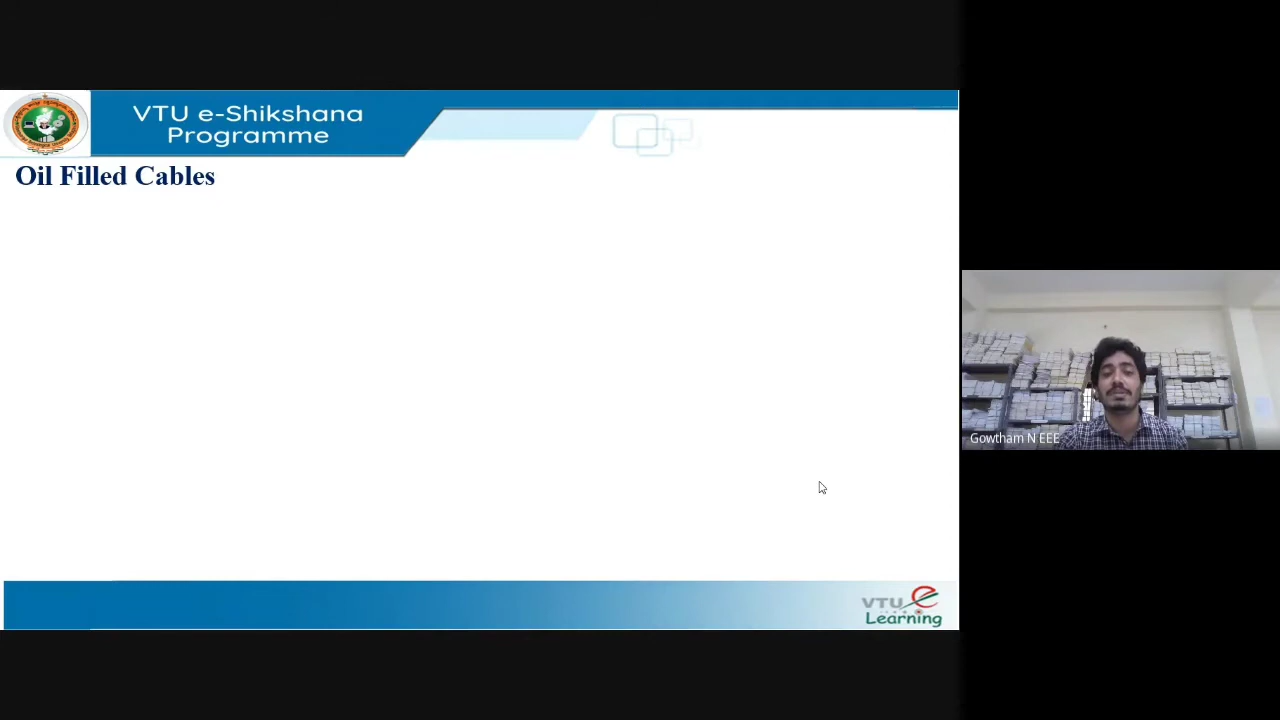 VTU e-Shikshana
Programme
Oil Filled Cables
Gowtham N EEE
VTU e
Learning